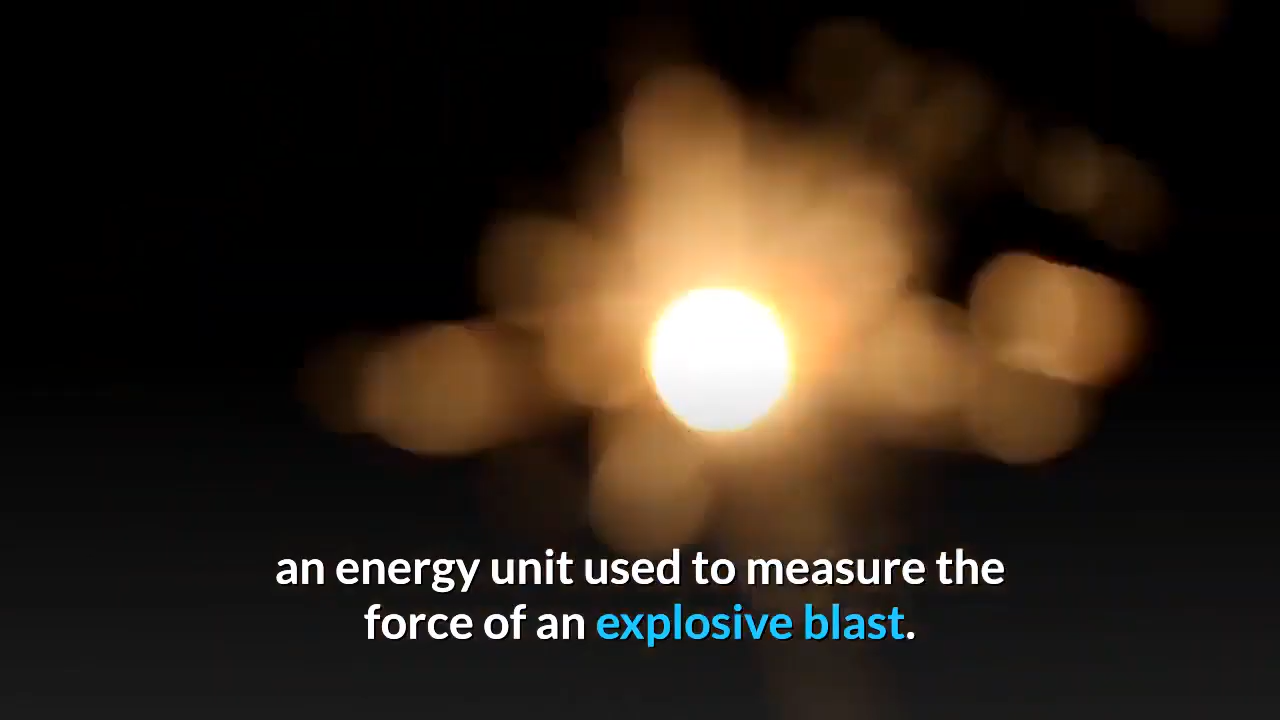 an energy unit used to measure the
force of an explosive blast.